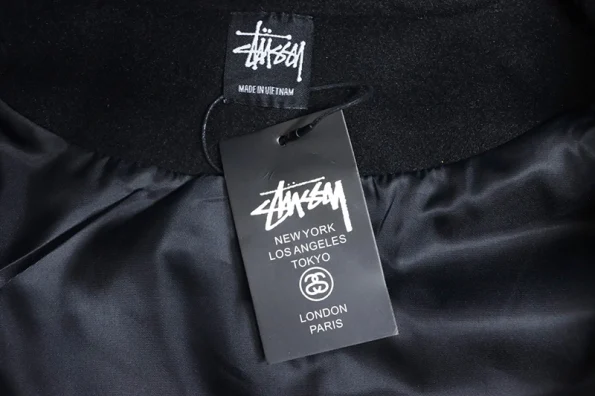 Stüssy
MADE IN VIETNAM
Stüssy
NEW YORK
LOS ANGELES
TOKYO
LONDON
PARIS